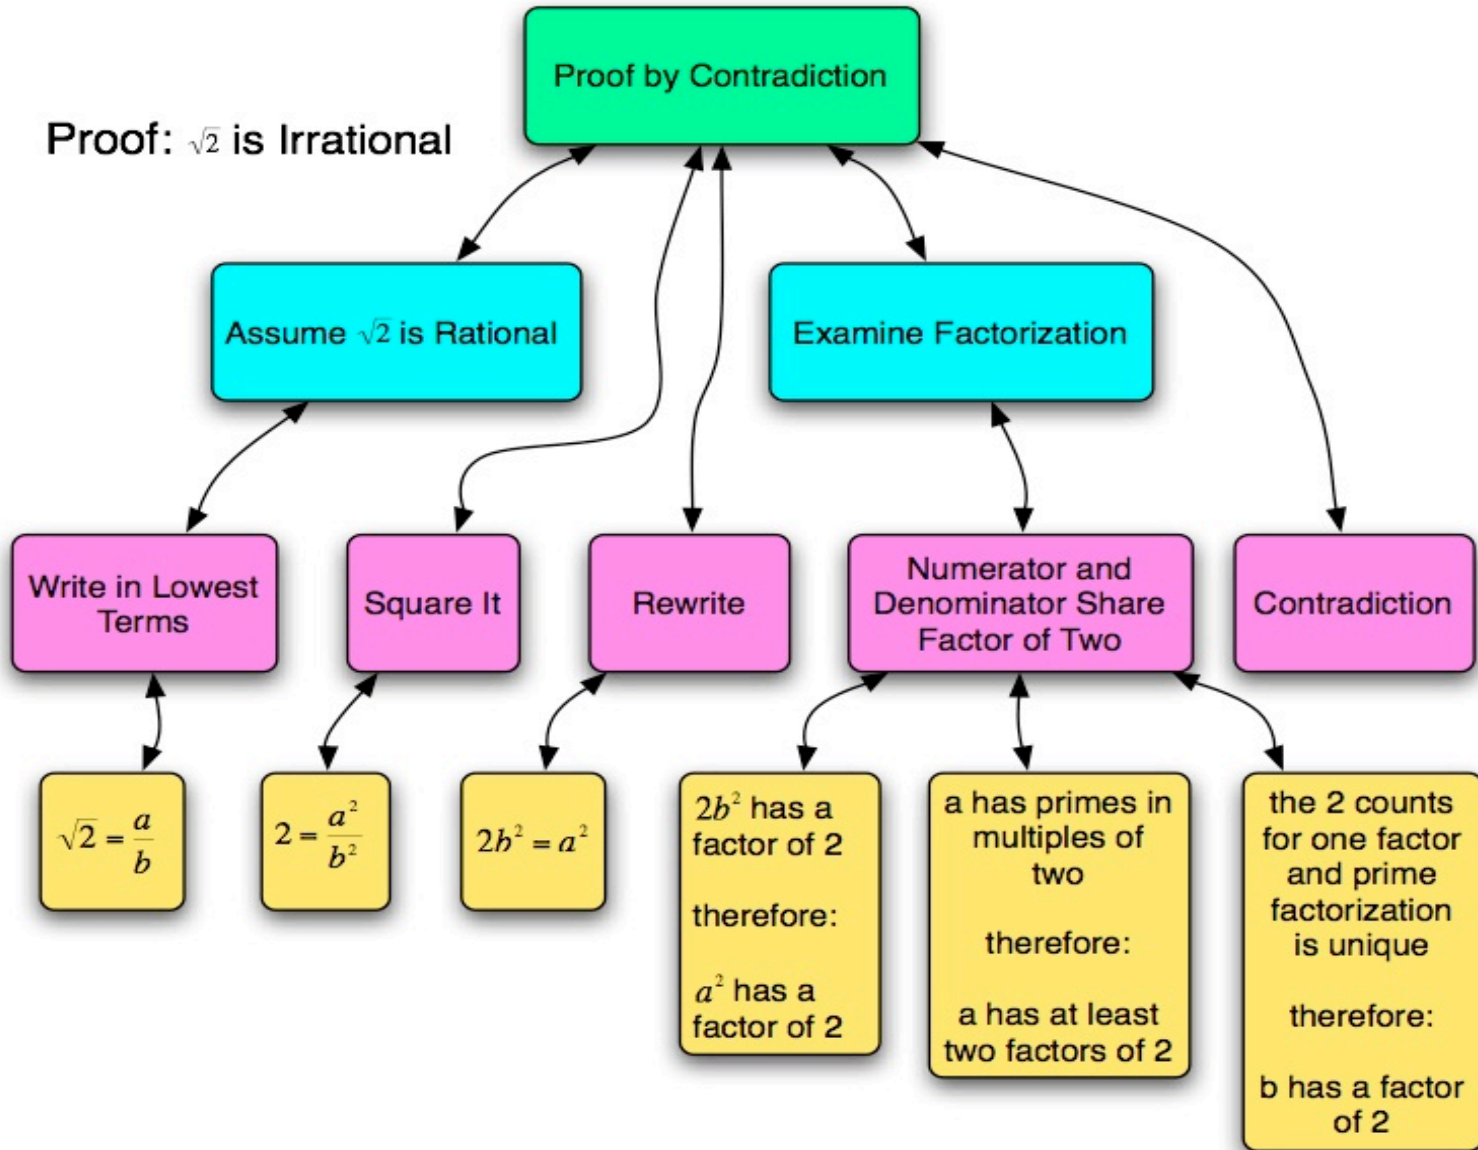 Proof by Contradiction
Proof: √2 is Irrational
Assume √2 is Rational
Examine Factorization
Write in Lowest
Terms
Square It
Rewrite
Numerator and
Denominator Share
Factor of Two
Contradiction
√2 = a/b
2 = a²/b²
2b² = a²
2b² has a
factor of 2
therefore:
a² has a
factor of 2
a has primes in
multiples of
two
therefore:
a has at least
two factors of 2
the 2 counts
for one factor
and prime
factorization
is unique
therefore:
b has a factor
of 2